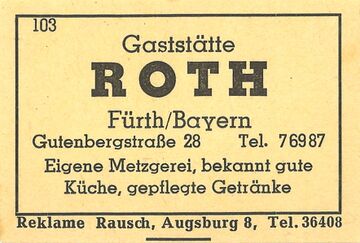 103
Gaststätte
ROTH
Fürth/Bayern
Gutenbergstraße 28 Tel. 76987
Eigene Metzgerei, bekannt gute
Küche, gepflegte Getränke
Reklame Rausch, Augsburg 8, Tel. 36408